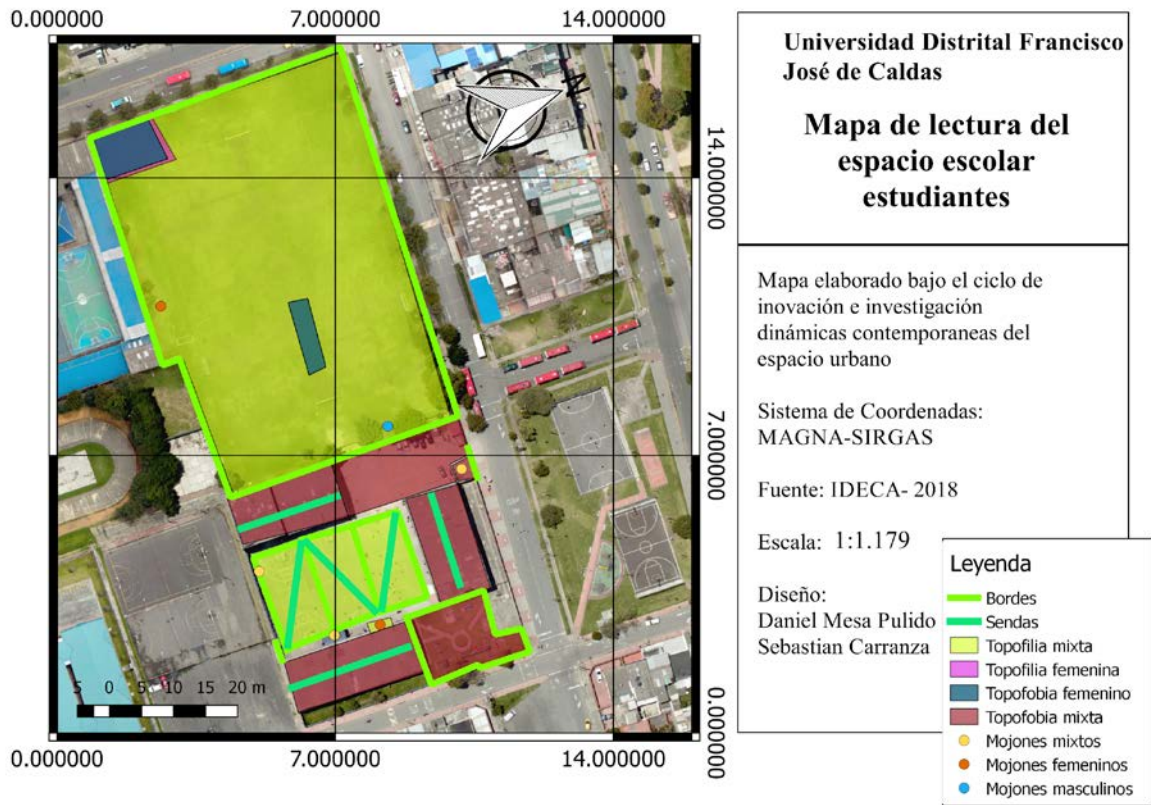 0.000000 7.000000 14.000000
N
14.000000
7.000000
0.000000
5 0 5 10 15 20 m
0.000000 7.000000 14.000000
Universidad Distrital Francisco
José de Caldas
Mapa de lectura del
espacio escolar
estudiantes
Mapa elaborado bajo el ciclo de
inovación e investigación
dinámicas contemporaneas del
espacio urbano
Sistema de Coordenadas:
MAGNA-SIRGAS
Fuente: IDECA- 2018
Escala: 1:1.179
Diseño:
Daniel Mesa Pulido
Sebastian Carranza
Leyenda
Bordes
Sendas
Topofilia mixta
Topofilia femenina
Topofobia femenino
Topofobia mixta
Mojones mixtos
Mojones femeninos
Mojones masculinos